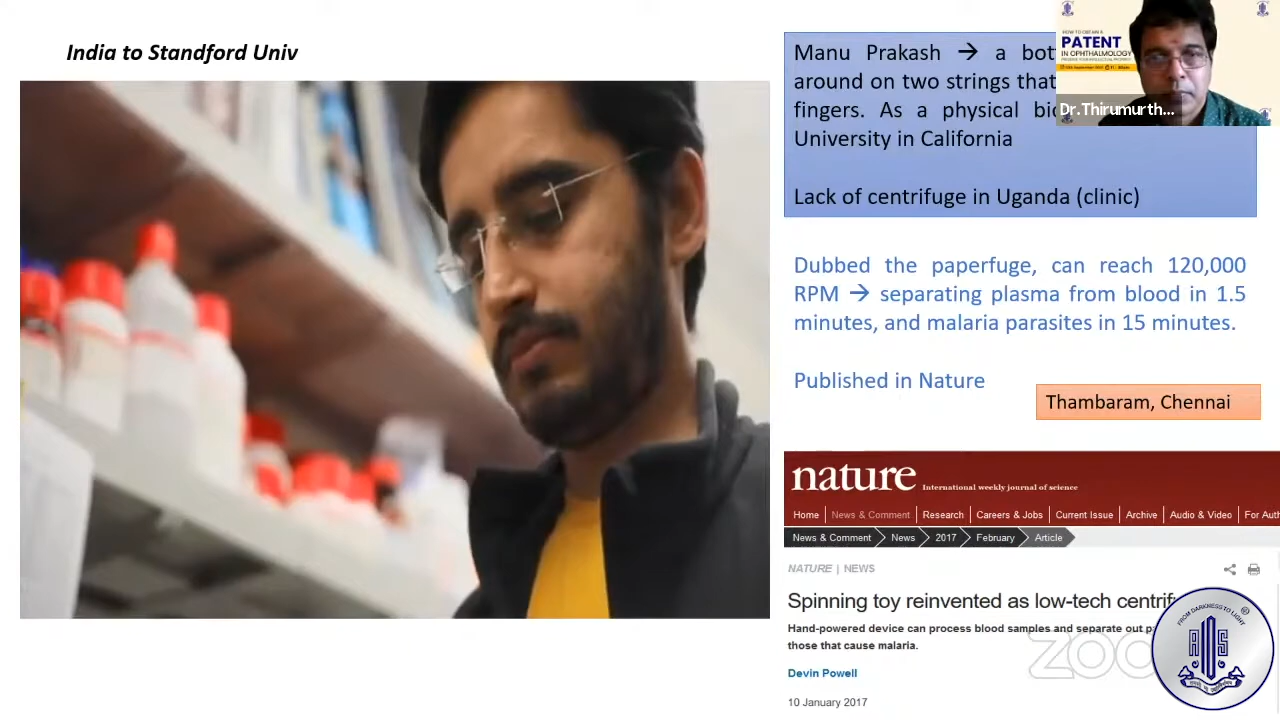 India to Standford Univ
Manu Prakash → a bot
around on two strings that
fingers. As a physical bio
University in California
Lack of centrifuge in Uganda (clinic)
Dubbed the paperfuge, can reach 120,000
RPM → separating plasma from blood in 1.5
minutes, and malaria parasites in 15 minutes.
Published in Nature
Thambaram, Chennai
nature International weekly journal of science
Home News & Comment Research Careers & Jobs Current Issue Archive Audio & Video For Auth
News & Comment News 2017 February Article
NATURE | NEWS
Spinning toy reinvented as low-tech centrif
Hand-powered device can process blood samples and separate out p
those that cause malaria.
Devin Powell
10 January 2017
PATENT
IN OPHTHALMOLOGY
Dr.Thirumurth...
zoo
FROM DARKNESS TO LIGHT